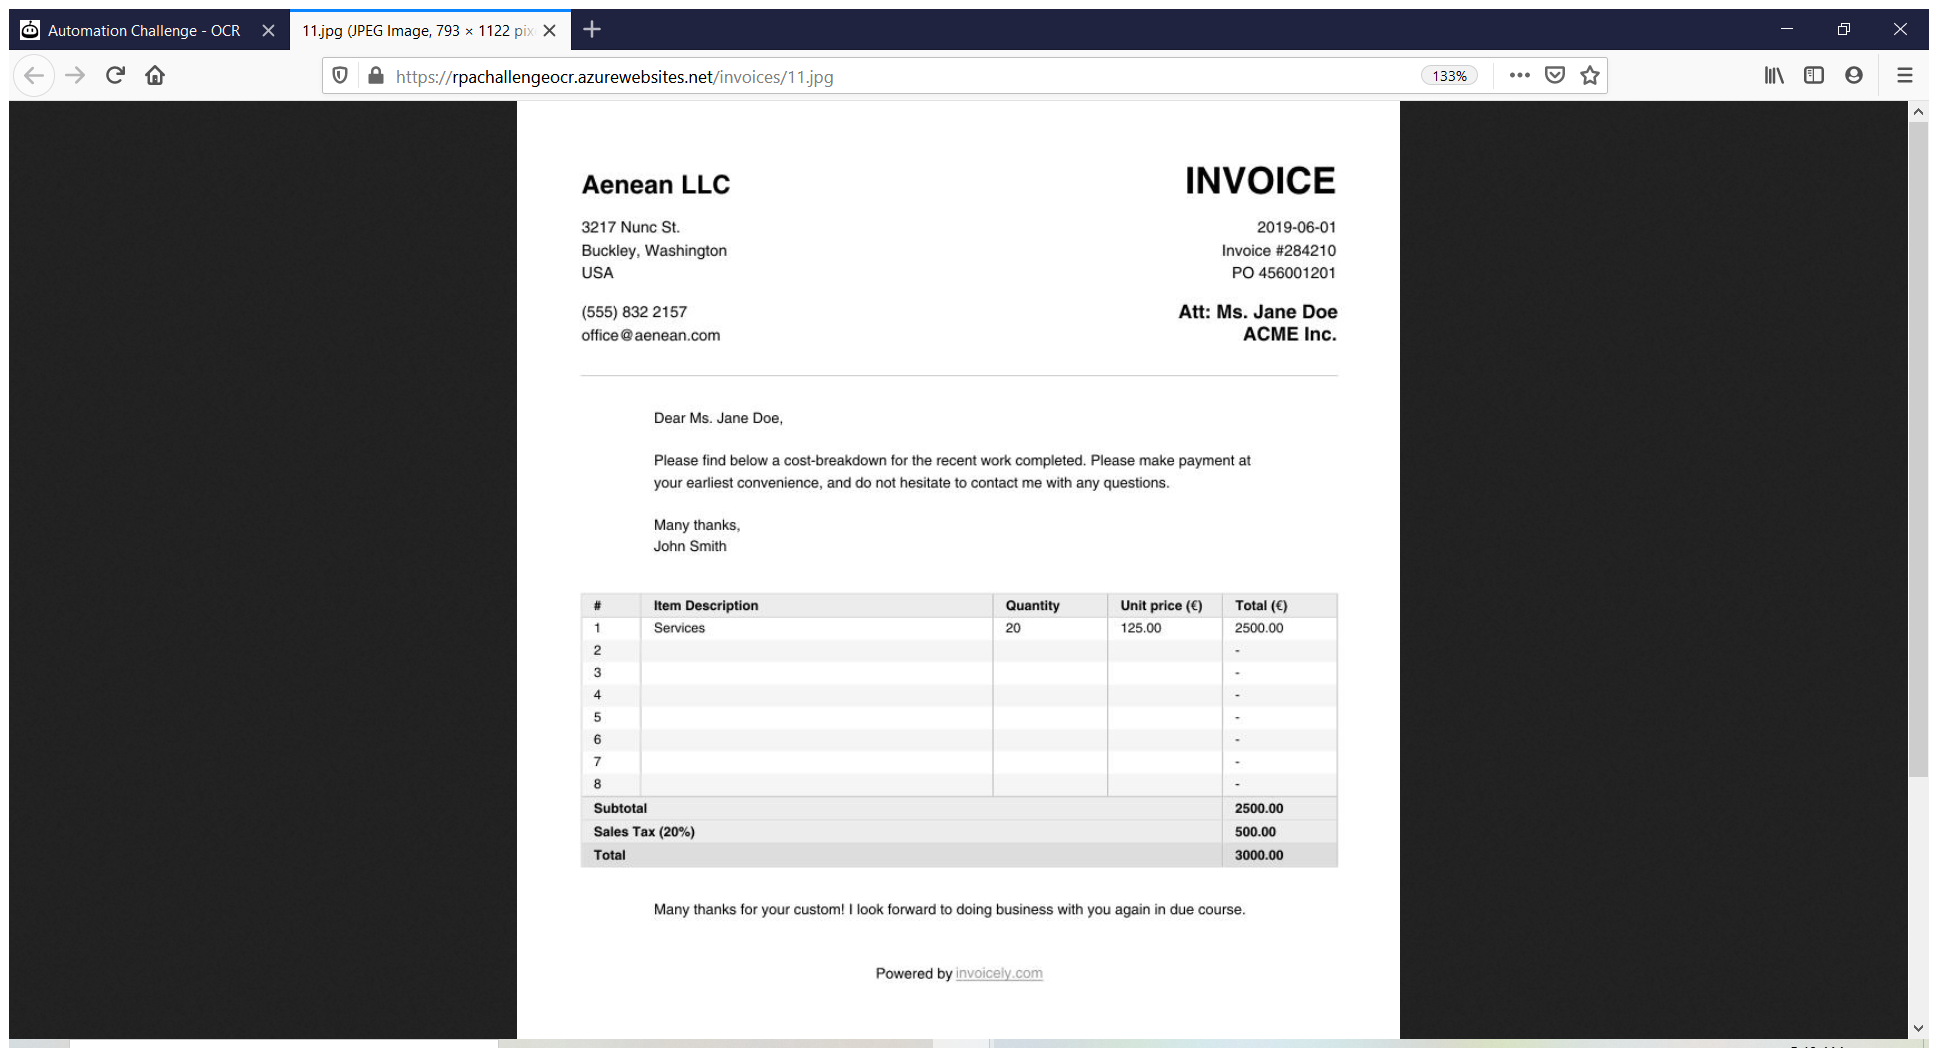 Automation Challenge - OCR
11.jpg (JPEG Image, 793 × 1122 pix
https://rpachallengeocr.azurewebsites.net/invoices/11.jpg
133%
Aenean LLC
INVOICE
3217 Nunc St.
2019-06-01
Buckley, Washington
Invoice #284210
USA
PO 456001201
(555) 832 2157
Att: Ms. Jane Doe
office@aenean.com
ACME Inc.
Dear Ms. Jane Doe,
Please find below a cost-breakdown for the recent work completed. Please make payment at
your earliest convenience, and do not hesitate to contact me with any questions.
Many thanks,
John Smith
# Item Description Quantity Unit price (€) Total (€)
1 Services 20 125.00 2500.00
2 -
3 -
4 -
5 -
6 -
7 -
8 -
Subtotal 2500.00
Sales Tax (20%) 500.00
Total 3000.00
Many thanks for your custom! I look forward to doing business with you again in due course.
Powered by invoicely.com